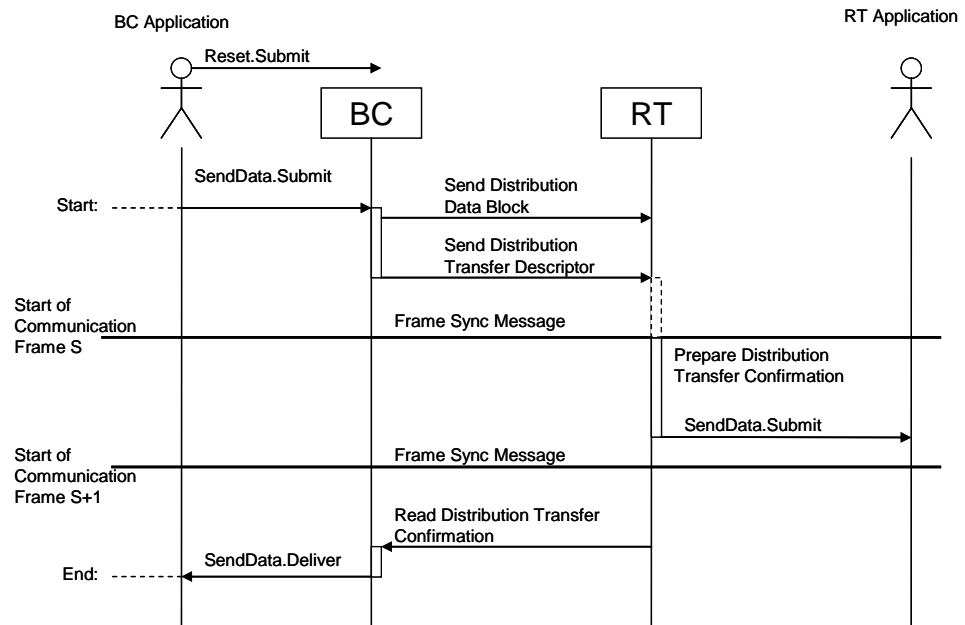 BC Application
RT Application
Reset.Submit
BC
RT
SendData.Submit
Start:
Send Distribution
Data Block
Send Distribution
Transfer Descriptor
Start of
Communication
Frame S
Frame Sync Message
Prepare Distribution
Transfer Confirmation
SendData.Submit
Start of
Communication
Frame S+1
Frame Sync Message
Read Distribution Transfer
Confirmation
SendData.Deliver
End: